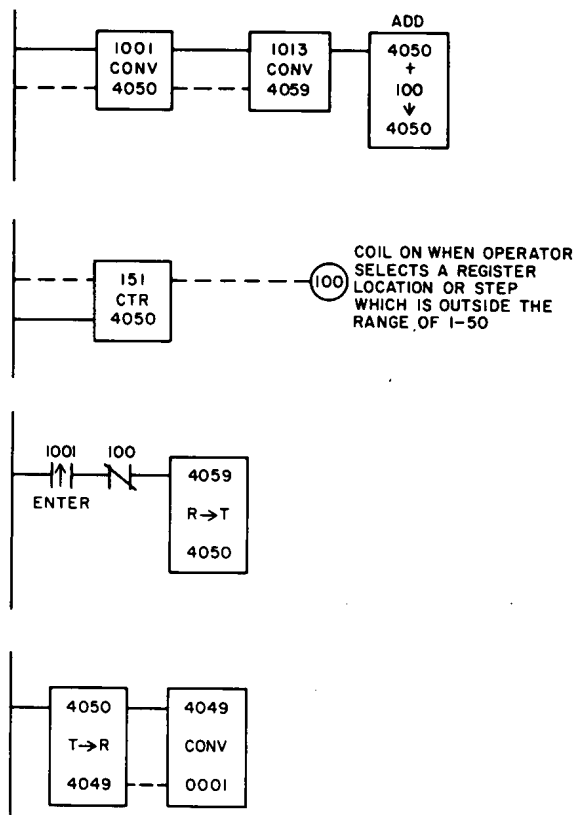 ADD
1001
CONV
4050
1013
CONV
4059
4050
+
100
↓
4050
151
CTR
4050
100
COIL ON WHEN OPERATOR
SELECTS A REGISTER
LOCATION OR STEP
WHICH IS OUTSIDE THE
RANGE OF 1-50
1001
ENTER
100
4059
R→T
4050
4050
T→R
4049
4049
CONV
0001